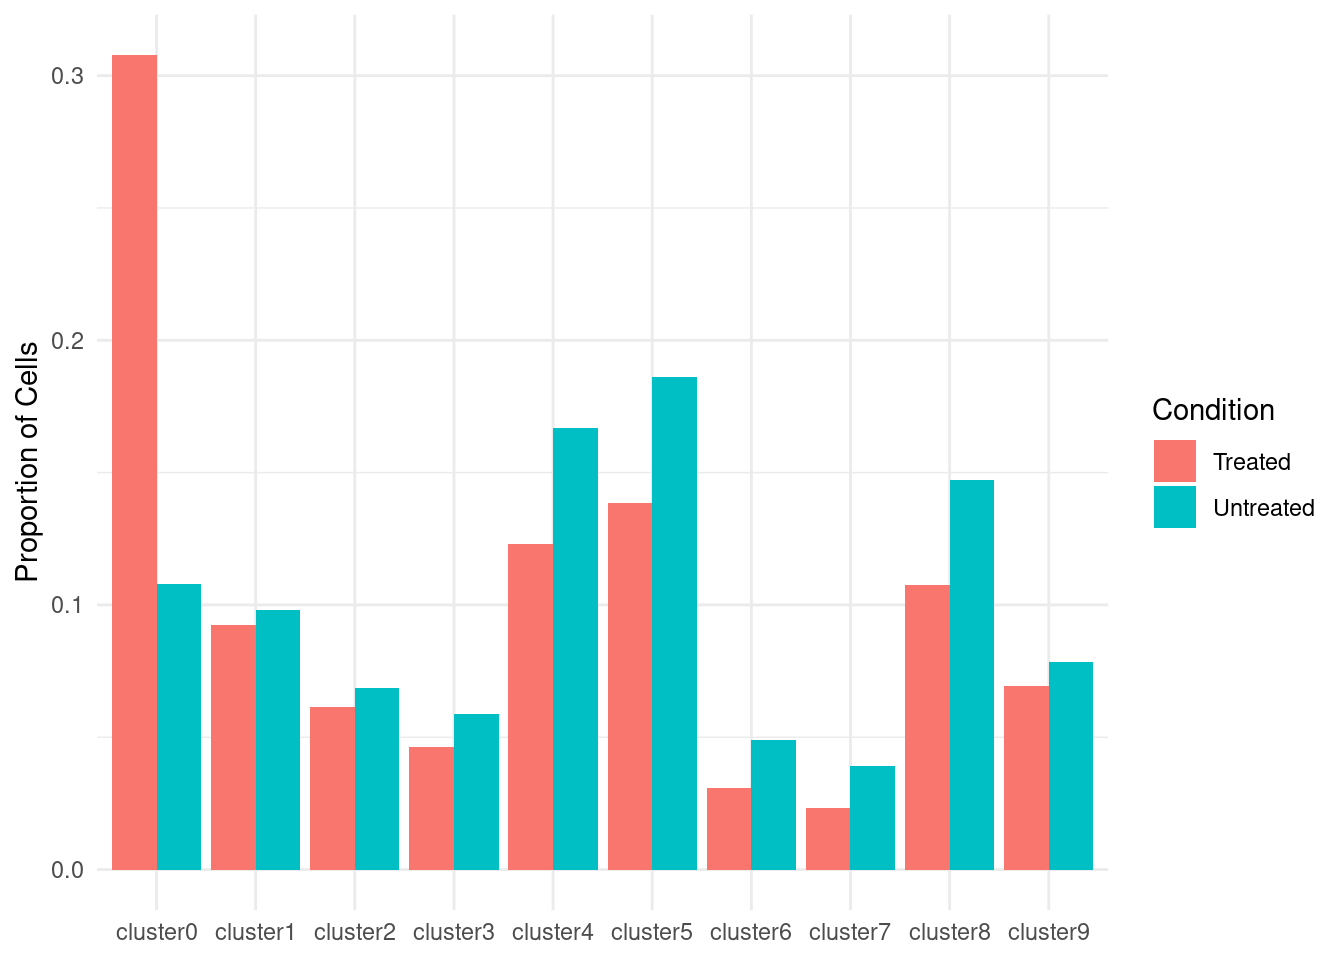 0.3
0.2
0.1
0.0
Proportion of Cells
cluster0 cluster1 cluster2 cluster3 cluster4 cluster5 cluster6 cluster7 cluster8 cluster9
Condition
Treated
Untreated